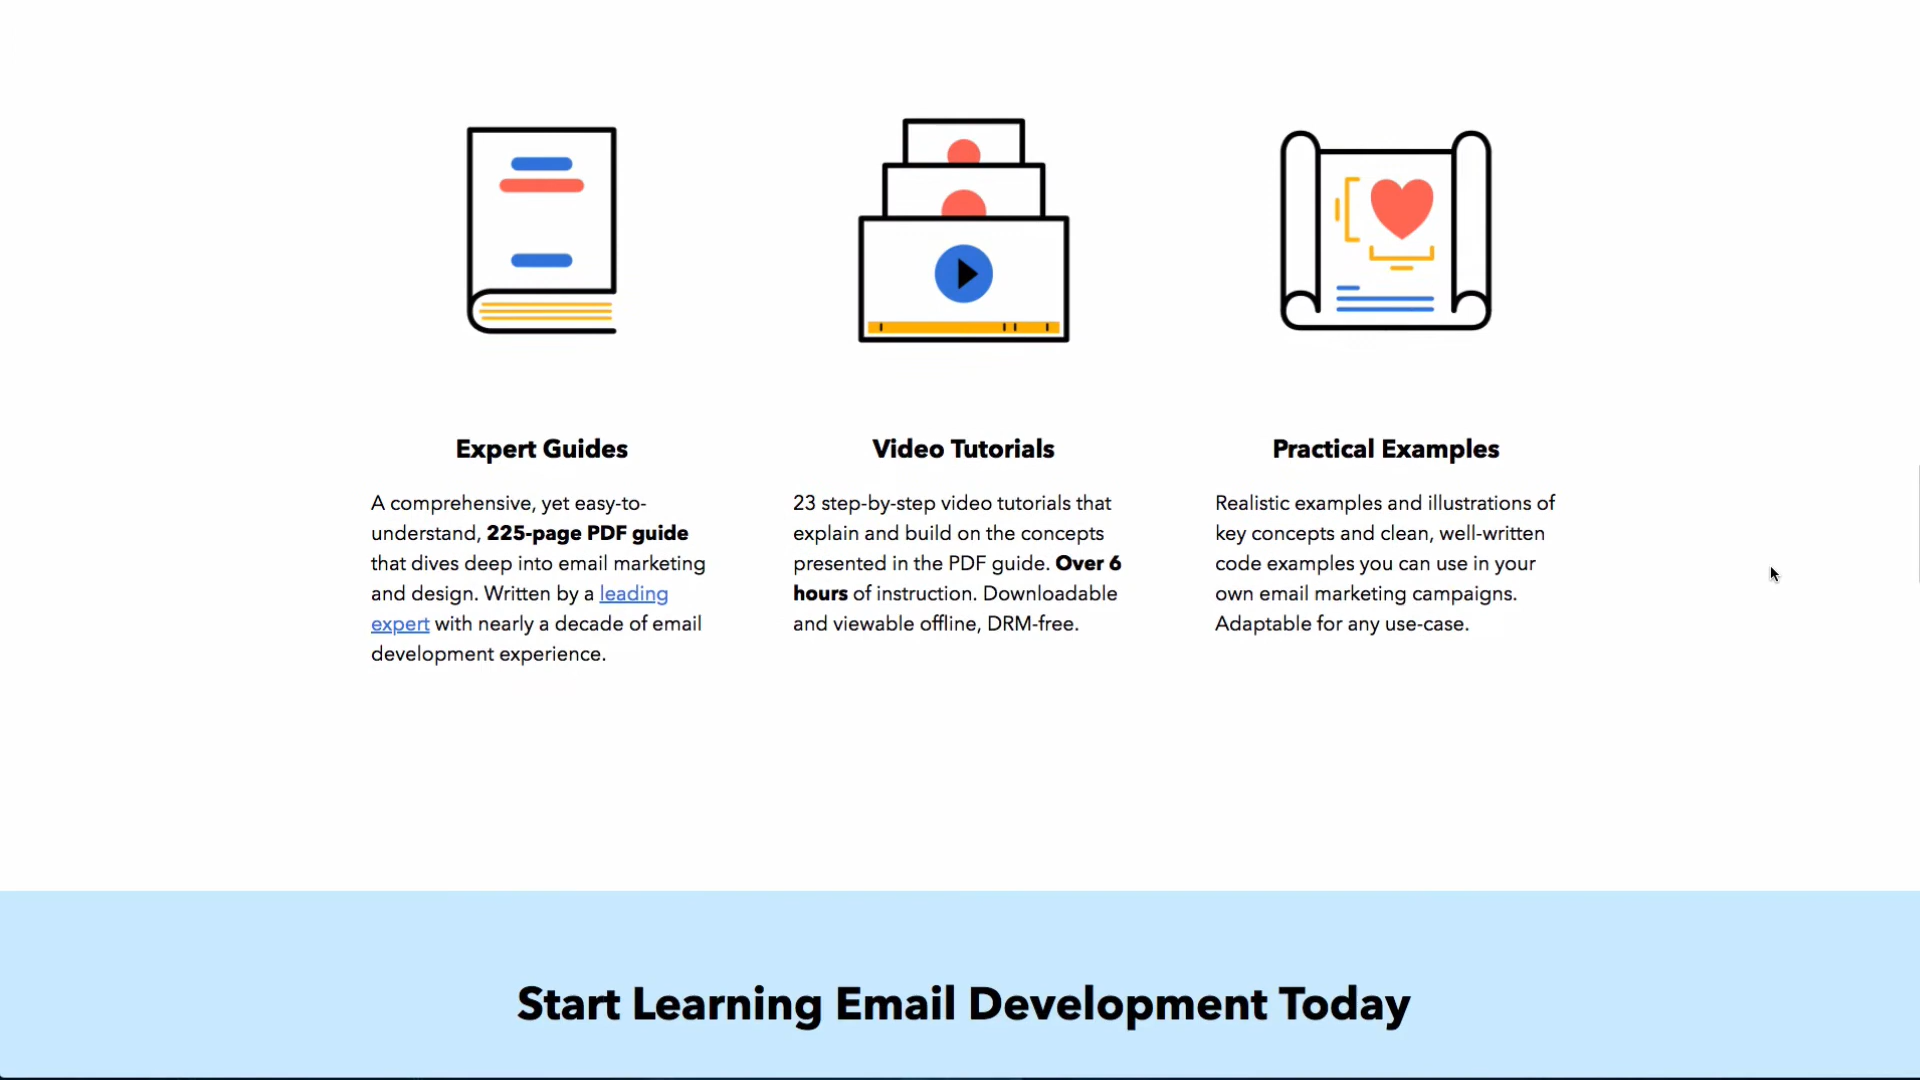 Expert Guides
A comprehensive, yet easy-to-
understand, 225-page PDF guide
that dives deep into email marketing
and design. Written by a leading
expert with nearly a decade of email
development experience.
Video Tutorials
23 step-by-step video tutorials that
explain and build on the concepts
presented in the PDF guide. Over 6
hours of instruction. Downloadable
and viewable offline, DRM-free.
Practical Examples
Realistic examples and illustrations of
key concepts and clean, well-written
code examples you can use in your
own email marketing campaigns.
Adaptable for any use-case.
Start Learning Email Development Today